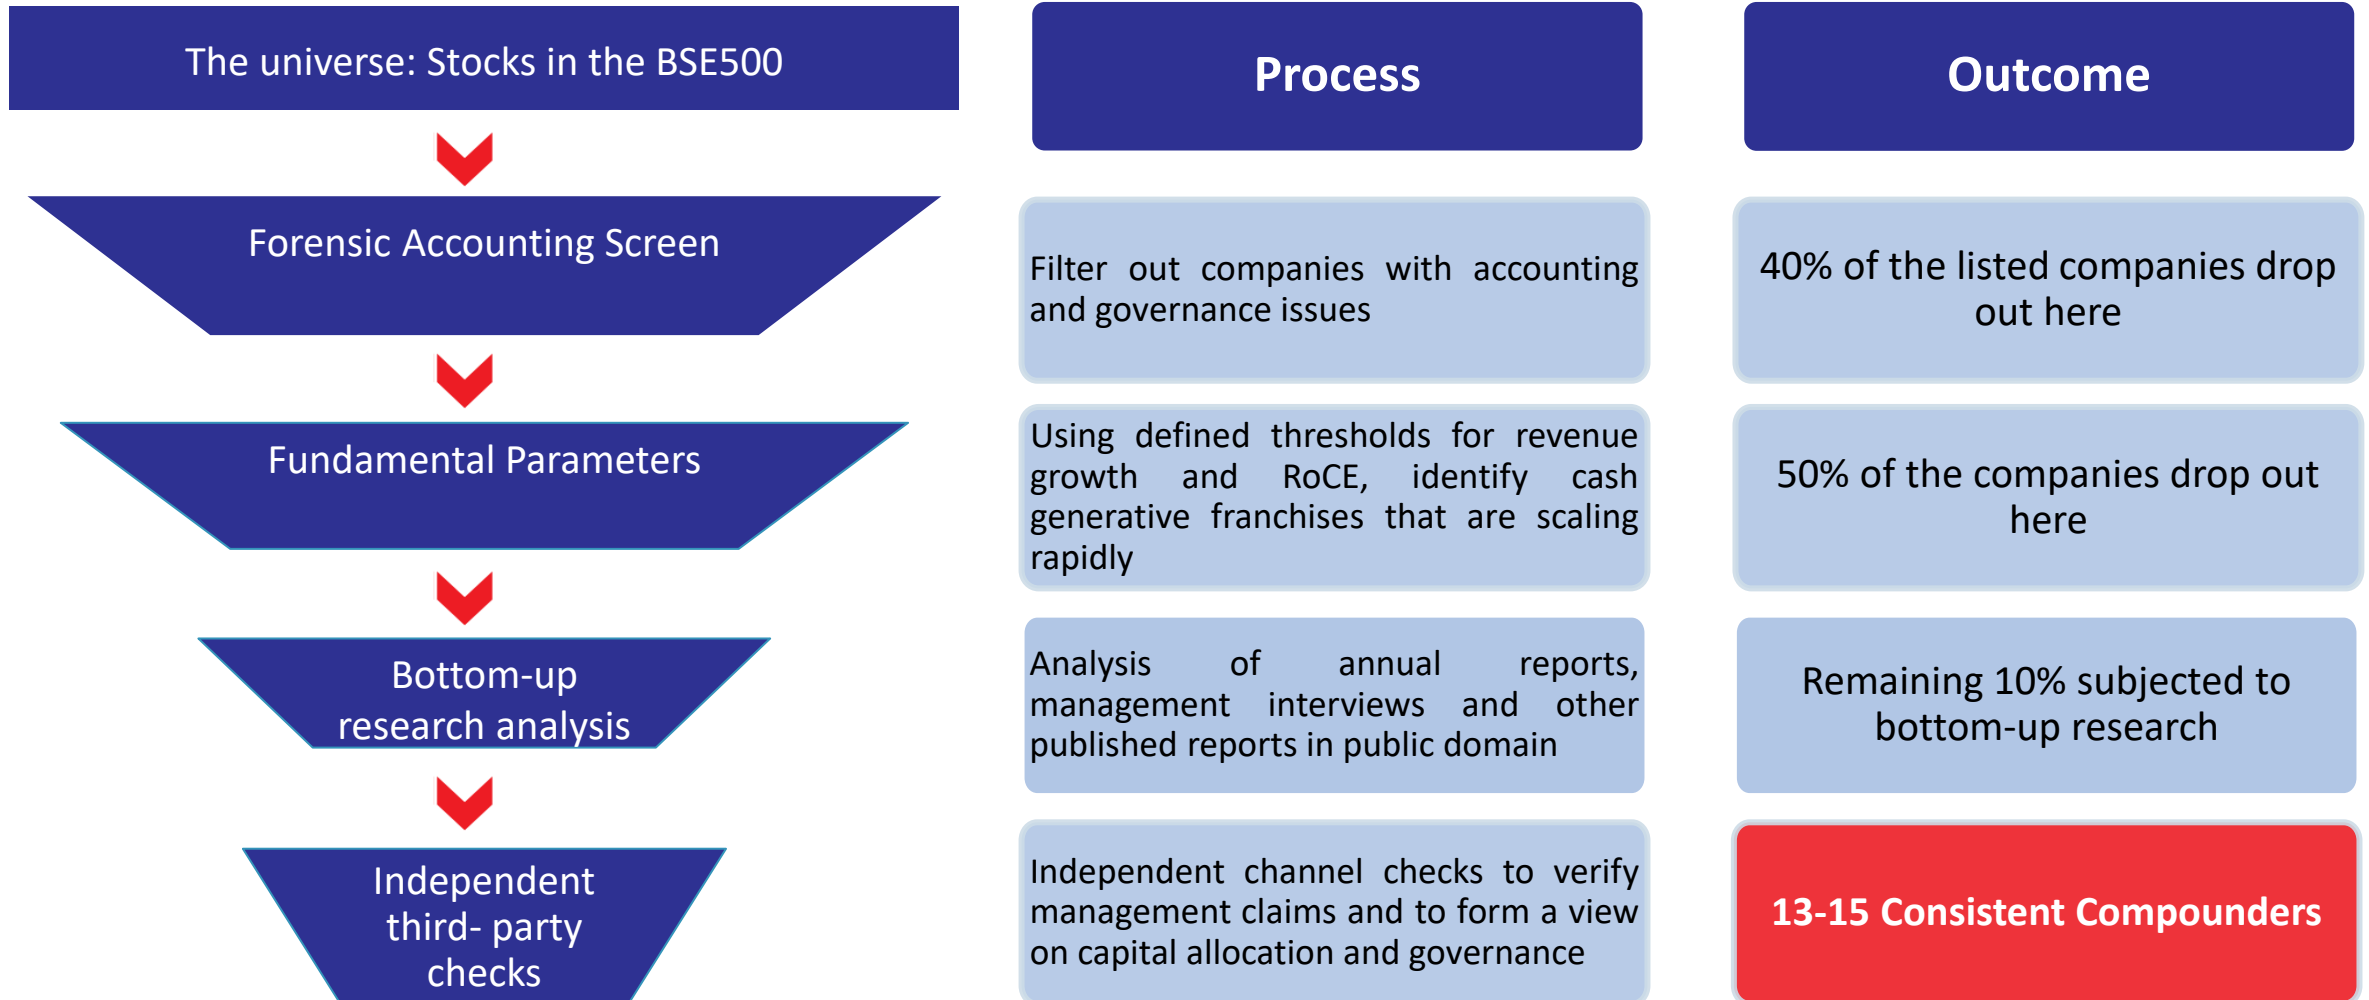 The universe: Stocks in the BSE500
Process
Outcome
Forensic Accounting Screen
Filter out companies with accounting
and governance issues
40% of the listed companies drop
out here
Fundamental Parameters
Using defined thresholds for revenue
growth and RoCE, identify cash
generative franchises that are scaling
rapidly
50% of the companies drop out
here
Bottom-up
research analysis
Analysis of annual reports,
management interviews and other
published reports in public domain
Remaining 10% subjected to
bottom-up research
Independent
third- party
checks
Independent channel checks to verify
management claims and to form a view
on capital allocation and governance
13-15 Consistent Compounders